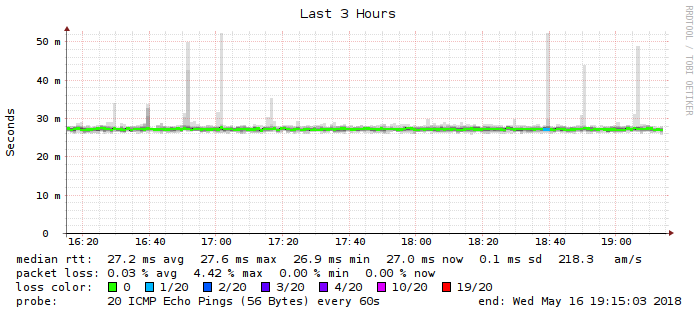 Last 3 Hours
RRDTOOL / TOBI OETIKER
Seconds
50 m
40 m
30 m
20 m
10 m
0
16:20 16:40 17:00 17:20 17:40 18:00 18:20 18:40 19:00
median rtt: 27.2 ms avg 27.6 ms max 26.9 ms min 27.0 ms now 0.1 ms sd 218.3 am/s
packet loss: 0.03 % avg 4.42 % max 0.00 % min 0.00 % now
loss color: 0 1/20 2/20 3/20 4/20 10/20 19/20
probe: 20 ICMP Echo Pings (56 Bytes) every 60s end: Wed May 16 19:15:03 2018